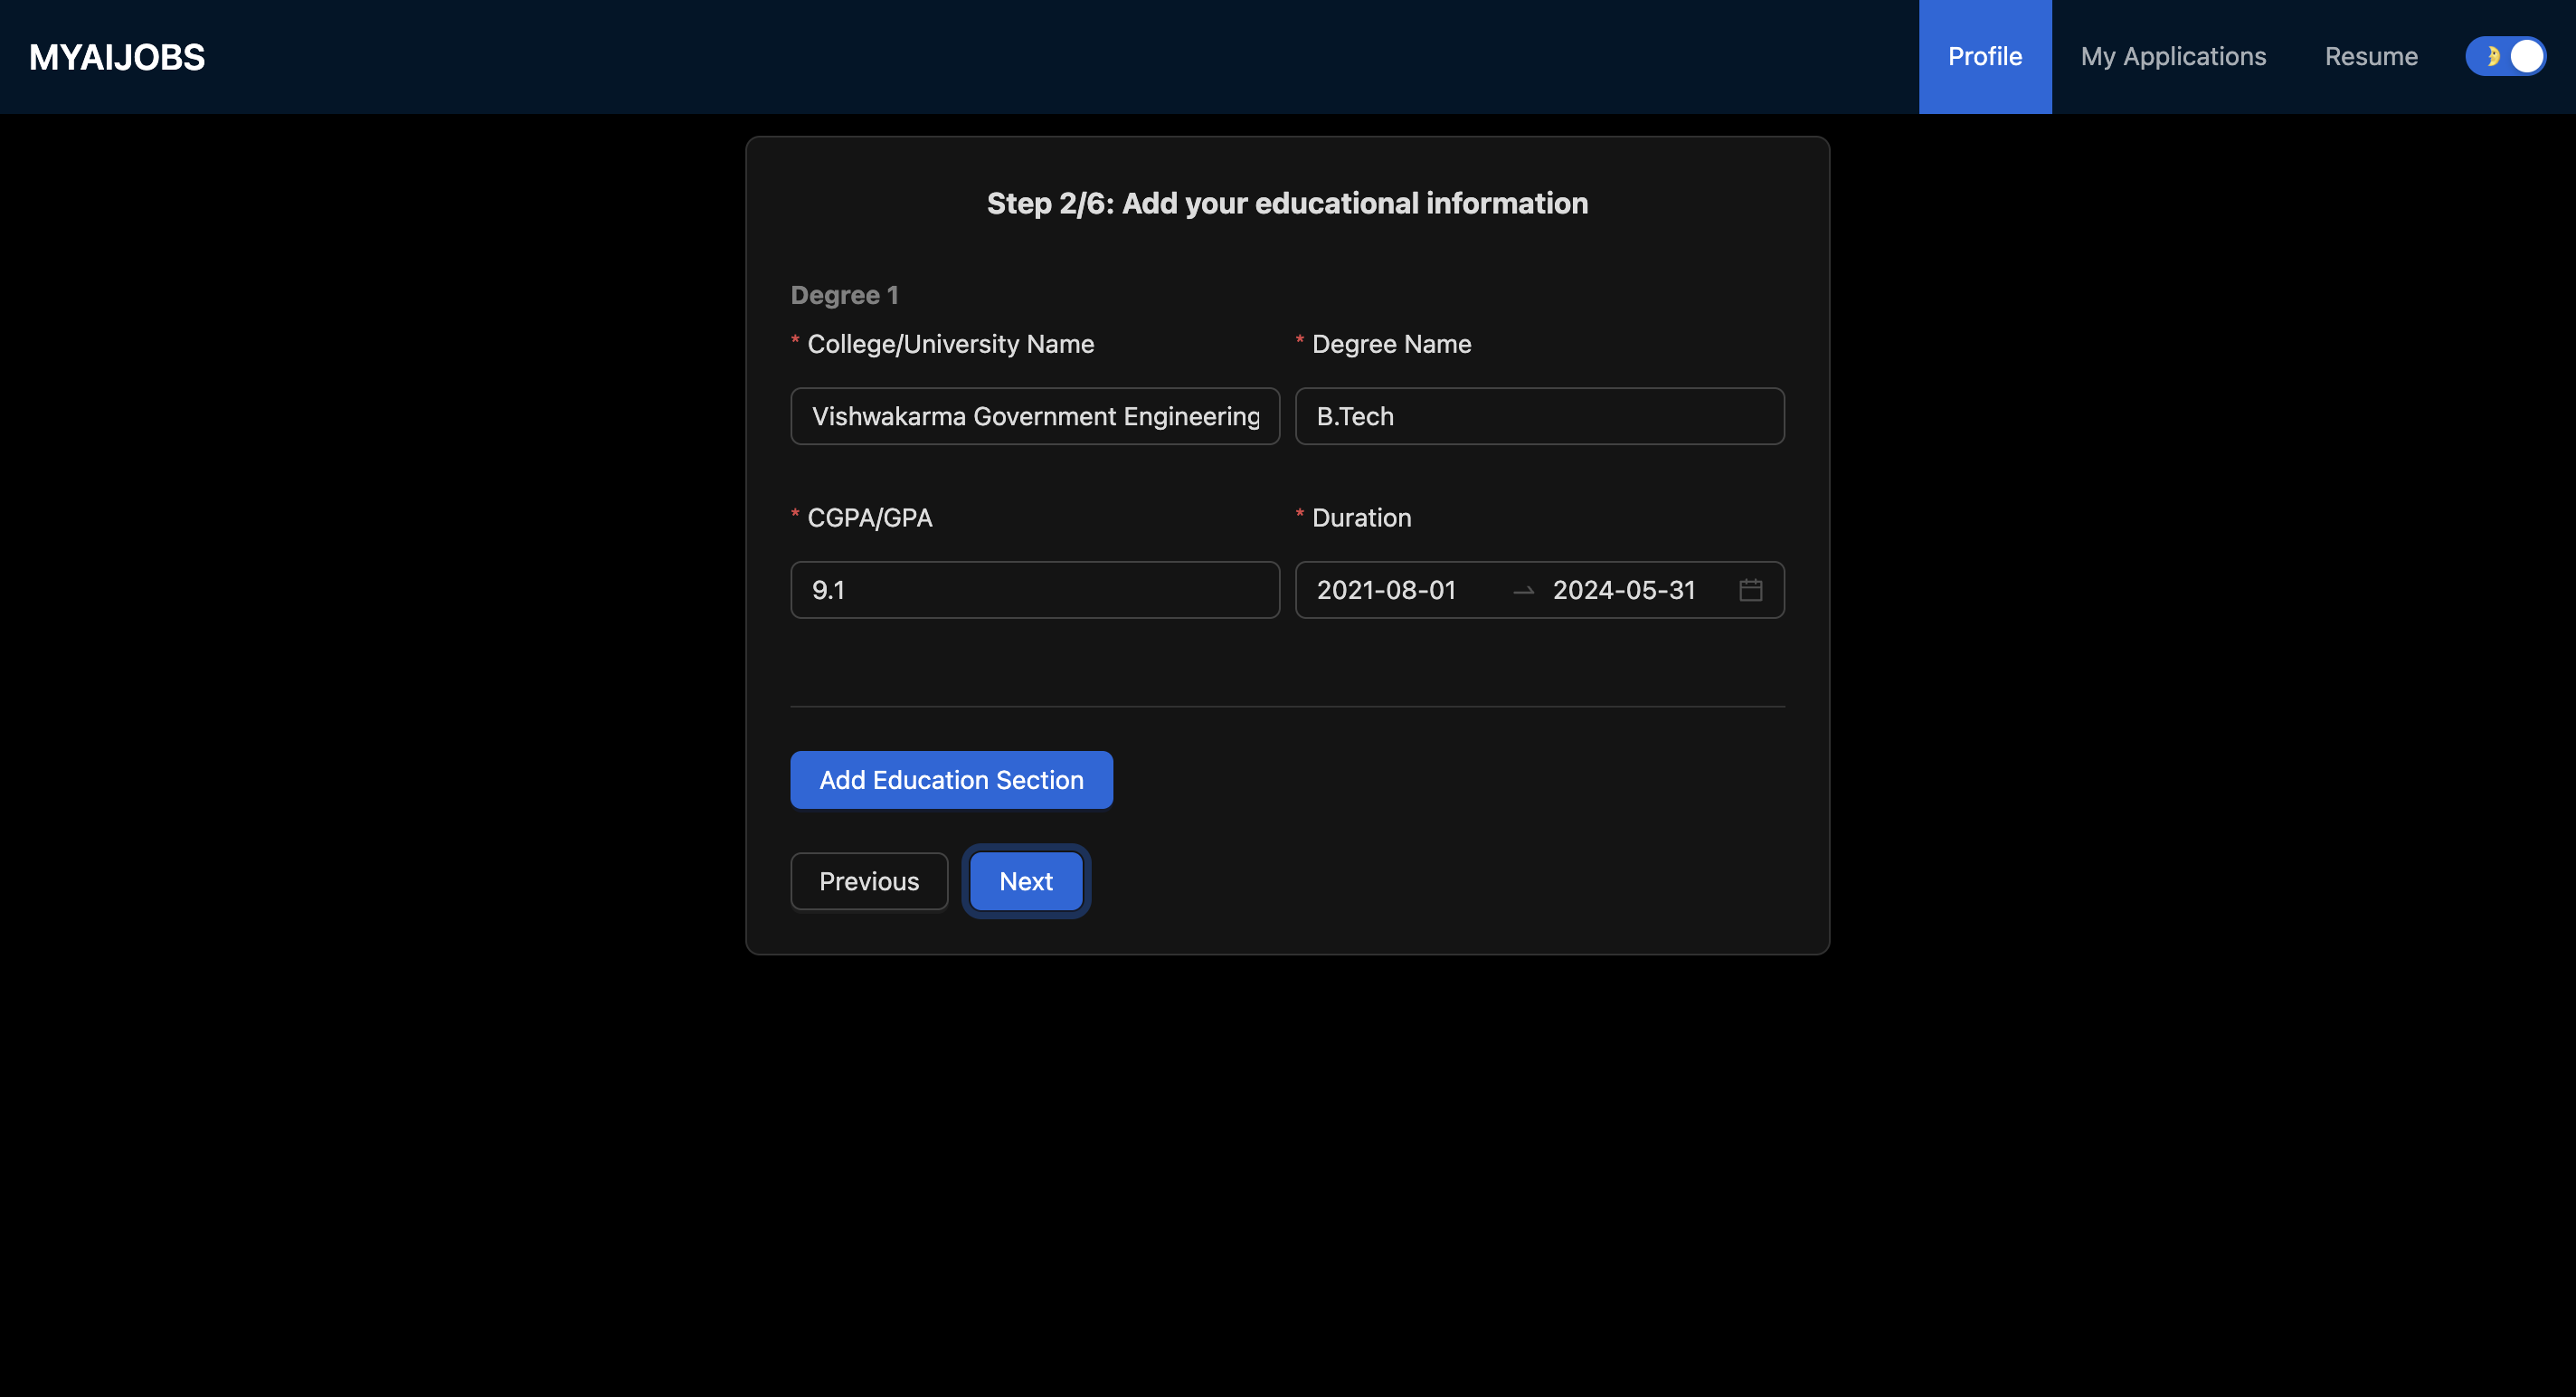 MYAIJOBS
Profile
My Applications
Resume
Step 2/6: Add your educational information
Degree 1
* College/University Name
* Degree Name
Vishwakarma Government Engineering
B.Tech
* CGPA/GPA
* Duration
9.1
2021-08-01 → 2024-05-31
Add Education Section
Previous
Next